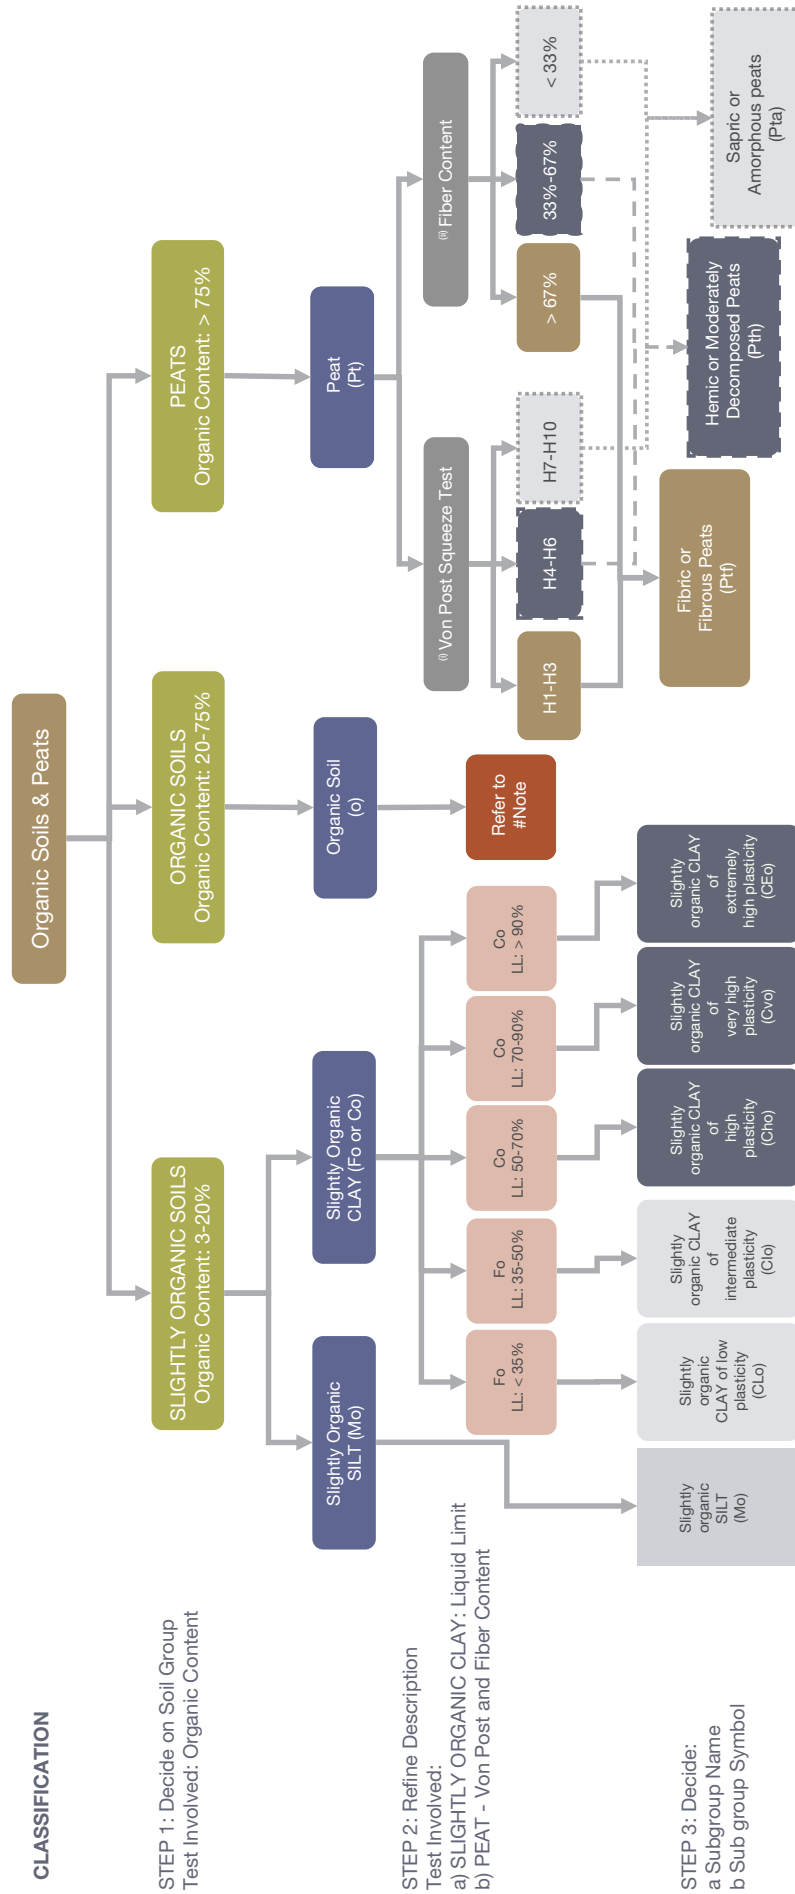 CLASSIFICATION
Organic Soils & Peats
STEP 1: Decide on Soil Group
Test Involved: Organic Content
SLIGHTLY ORGANIC SOILS
Organic Content: 3-20%
ORGANIC SOILS
Organic Content: 20-75%
PEATS
Organic Content: > 75%
Slightly Organic
SILT (Mo)
Slightly Organic
CLAY (Fo or Co)
Organic Soil
(o)
Peat
(Pt)
STEP 2: Refine Description
Test Involved:
a) SLIGHTLY ORGANIC CLAY: Liquid Limit
b) PEAT - Von Post and Fiber Content
(i) Von Post Squeeze Test
(ii) Fiber Content
Fo
LL: < 35%
Fo
LL: 35-50%
Co
LL: 50-70%
Co
LL: 70-90%
Co
LL: > 90%
Refer to
#Note
H1-H3
H4-H6
H7-H10
> 67%
33%-67%
< 33%
STEP 3: Decide:
a Subgroup Name
b Sub group Symbol
Slightly
organic
SILT
(Mo)
Slightly
organic
CLAY of low
plasticity
(CLo)
Slightly
organic CLAY
of
intermediate
plasticity
(CIo)
Slightly
organic CLAY
of
high
plasticity
(Cho)
Slightly
organic CLAY
of
very high
plasticity
(Cvo)
Slightly
organic CLAY
of
extremely
high plasticity
(CEo)
Fibric or
Fibrous Peats
(Ptf)
Hemic or Moderately
Decomposed Peats
(Pth)
Sapric or
Amorphous peats
(Pta)